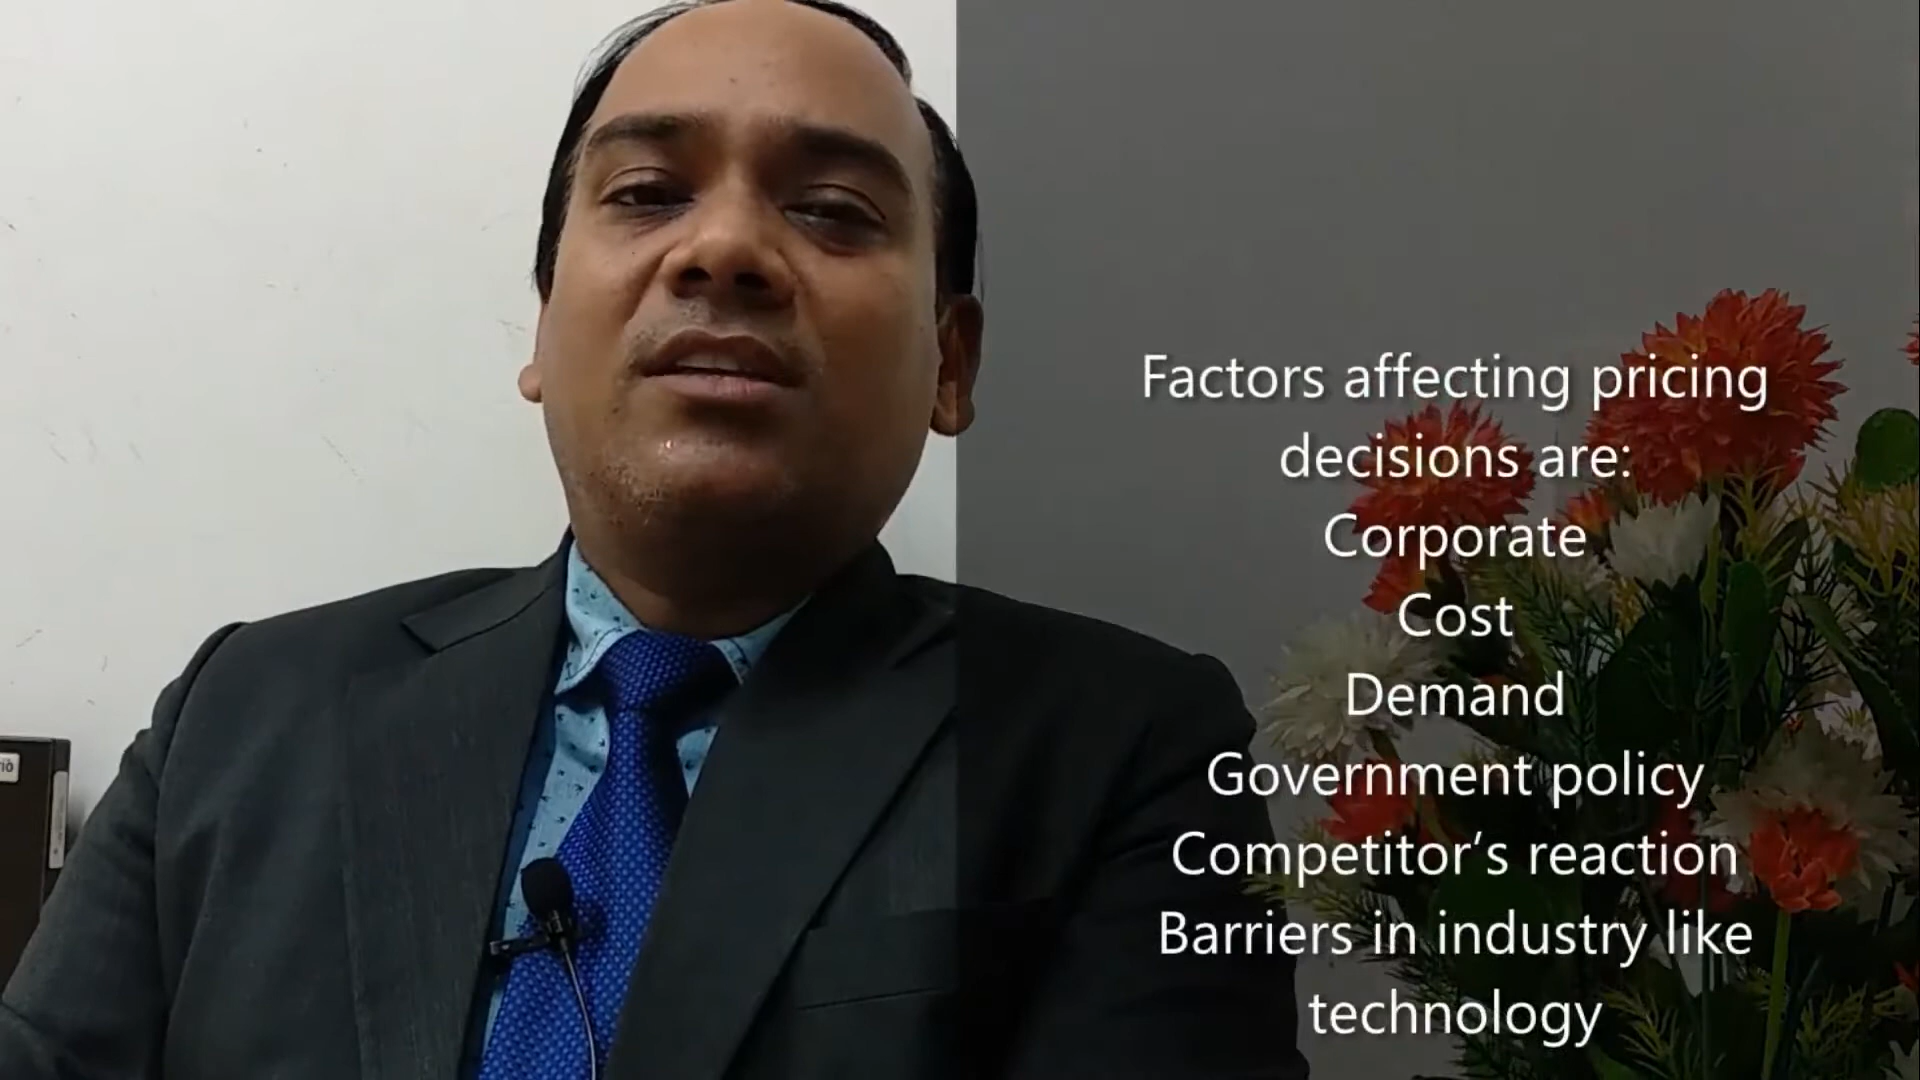 Factors affecting pricing
decisions are:
Corporate
Cost
Demand
Government policy
Competitor‘s reaction
Barriers in industry like
technology